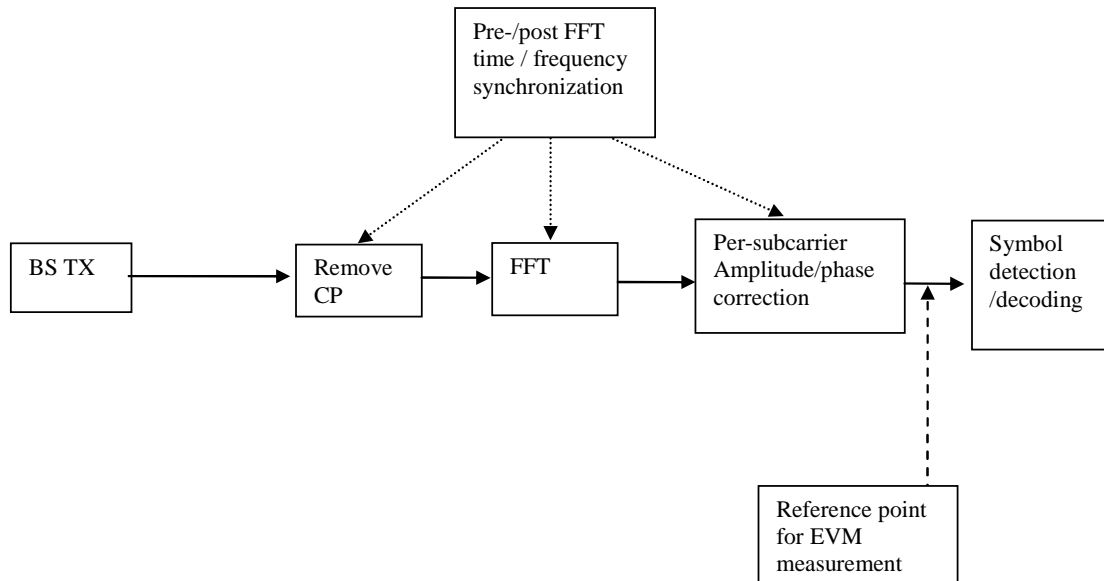 Pre-/post FFT
time / frequency
synchronization
BS TX
Remove
CP
FFT
Per-subcarrier
Amplitude/phase
correction
Symbol
detection
/decoding
Reference point
for EVM
measurement